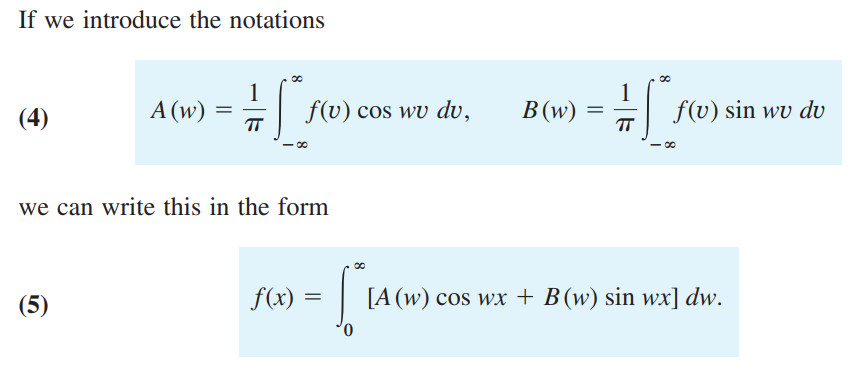 If we introduce the notations
(4) A(w) = 1/π ∫_{-∞}^{∞} f(v) cos wv dv, B(w) = 1/π ∫_{-∞}^{∞} f(v) sin wv dv
we can write this in the form
(5) f(x) = ∫_0^∞ [A(w) cos wx + B(w) sin wx] dw.